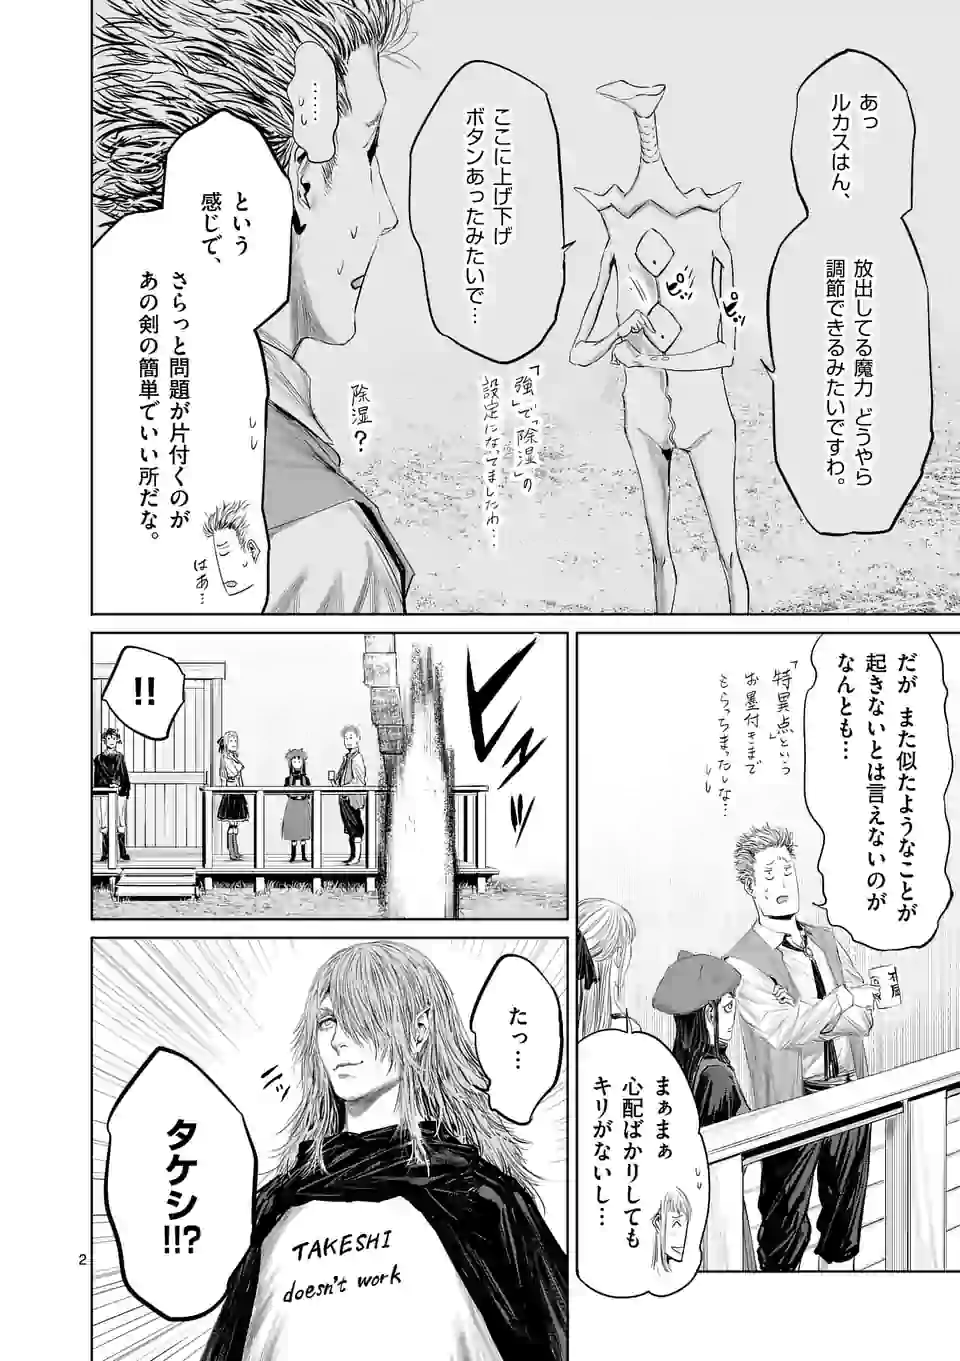 あっ
ルカスはん、
放出してる魔力 どうやら
調節できるみたいですわ。
ここに上げ下げ
ボタンあったみたいで…
ピッ
ピッ
「強」で「除湿」の
設定になってましたわ…
除湿？
……
という
感じで、
さらっと問題が片付くのが
あの剣の簡単でいい所だな。
はあ…
だが また似たようなことが
起きないとは言えないのが
なんとも…
「特異点」という
お墨付きまで
もらっちまったしな…
まぁまぁ
心配ばかりしても
キリがないし…
!!
たっ…
タケシ!!?
TAKESHI
doesn't work
2